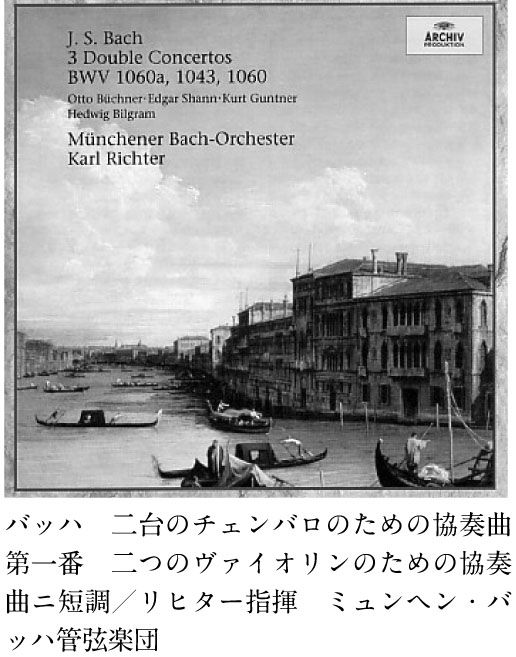 J. S. Bach
3 Double Concertos
BWV 1060a, 1043, 1060
Otto Büchner·Edgar Shann·Kurt Guntner
Hedwig Bilgram
Münchener Bach-Orchester
Karl Richter
ARCHIV
PRODUKTION
バッハ　二台のチェンバロのための協奏曲
第一番　二つのヴァイオリンのための協奏
曲ニ短調／リヒター指揮　ミュンヘン・バ
ッハ管弦楽団